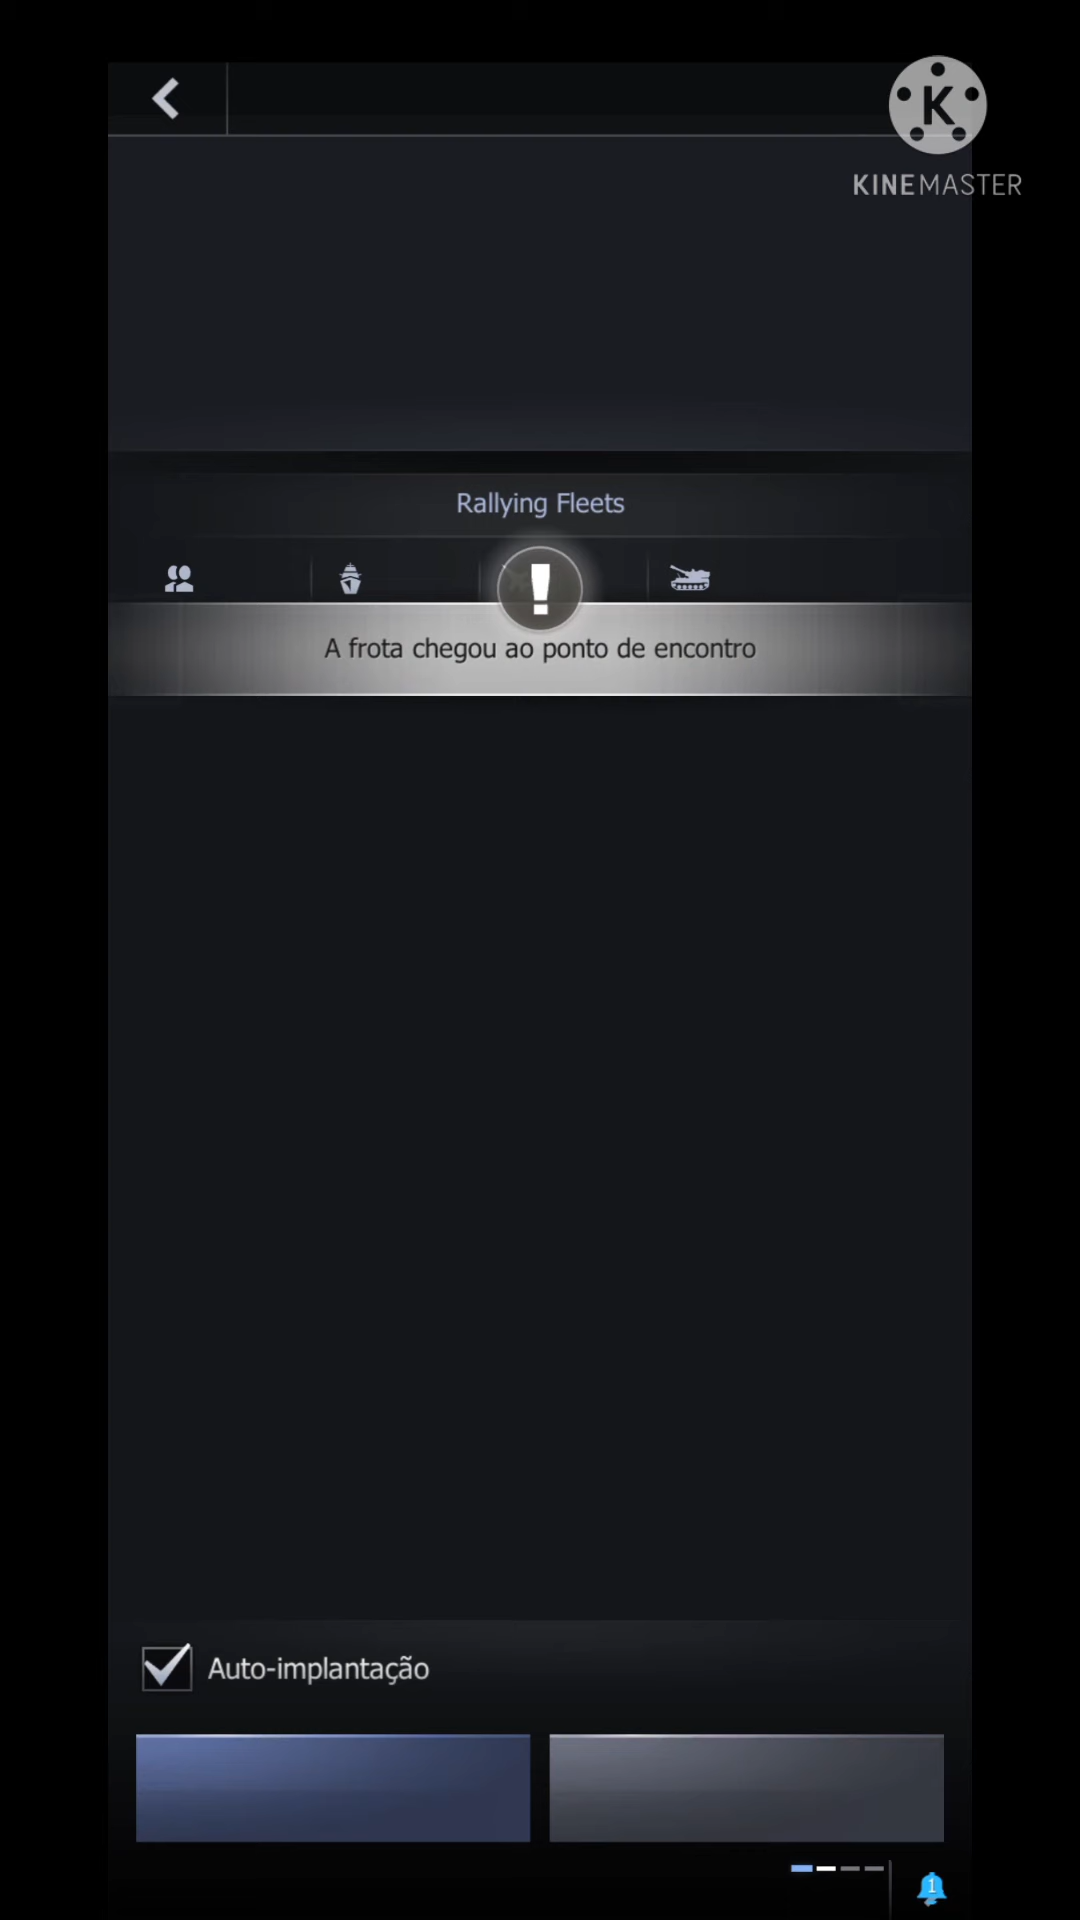 K
KINEMASTER
Rallying Fleets
A frota chegou ao ponto de encontro
Auto-implantação
1